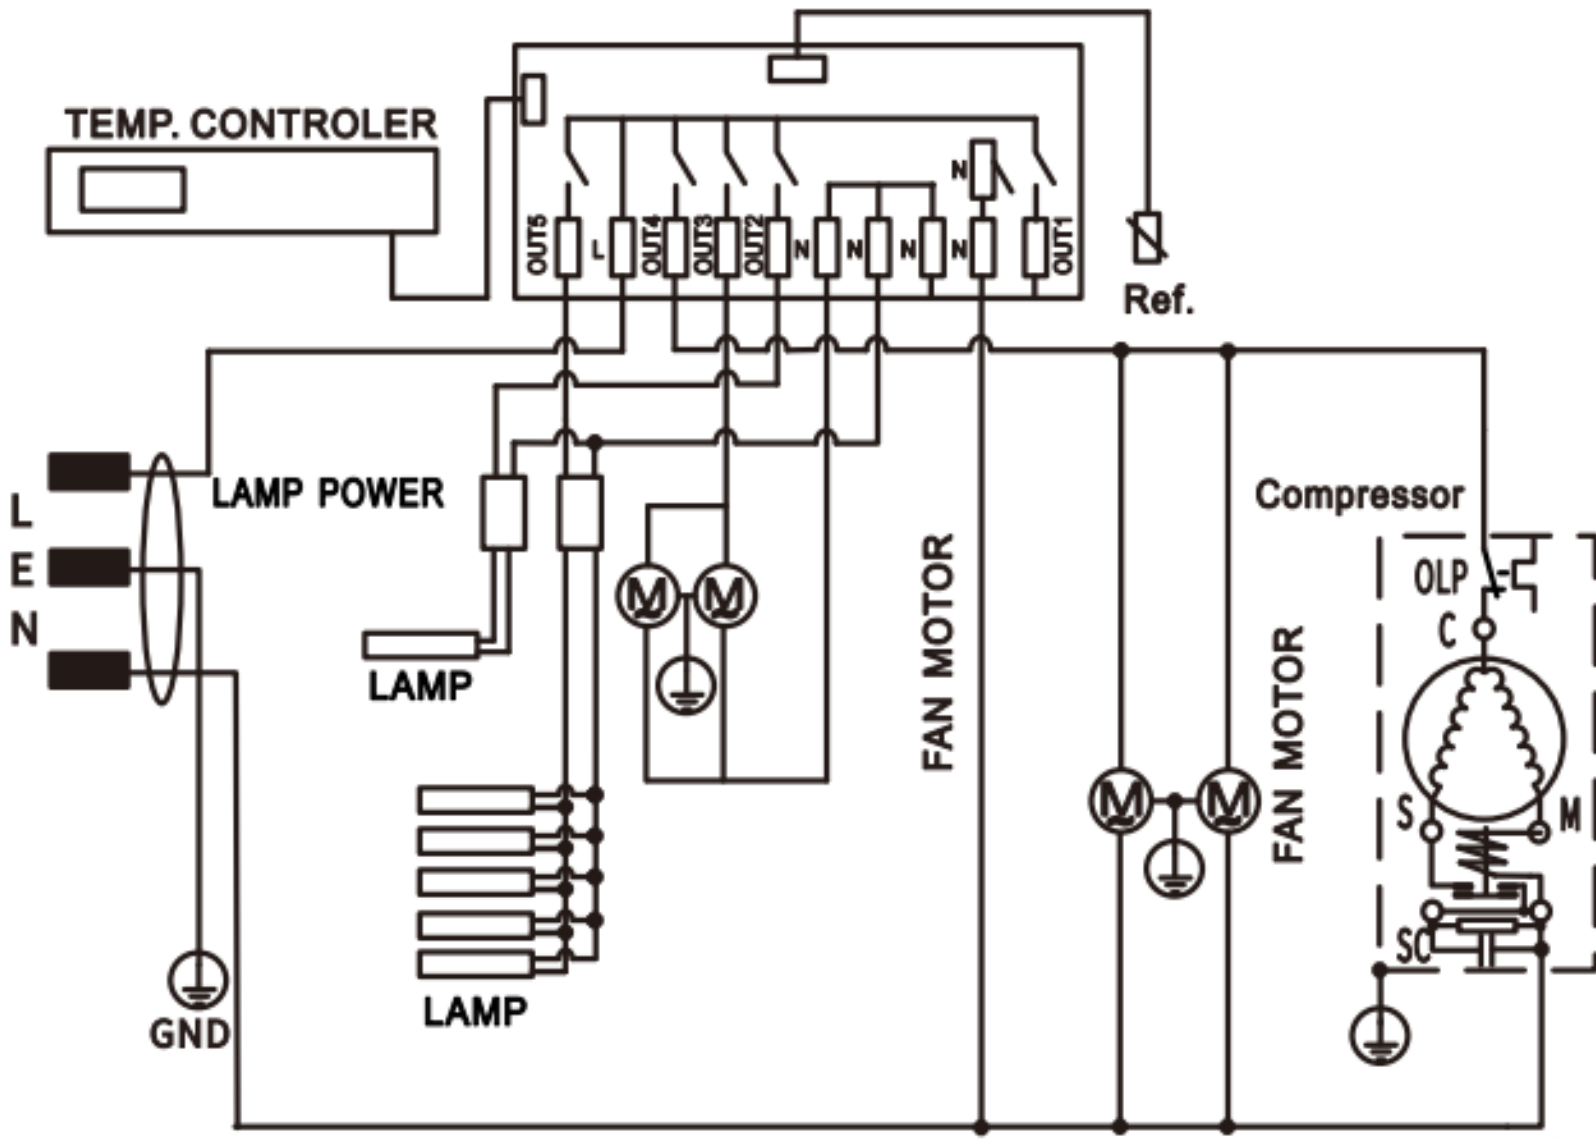 TEMP. CONTROLER
N
OUT5
L
OUT4
OUT3
OUT2
N
N
N
N
OUT1
Ref.
LAMP POWER
Compressor
L
E
N
OLP
C
M
M
LAMP
FAN MOTOR
FAN MOTOR
M
M
S
M
SC
LAMP
GND